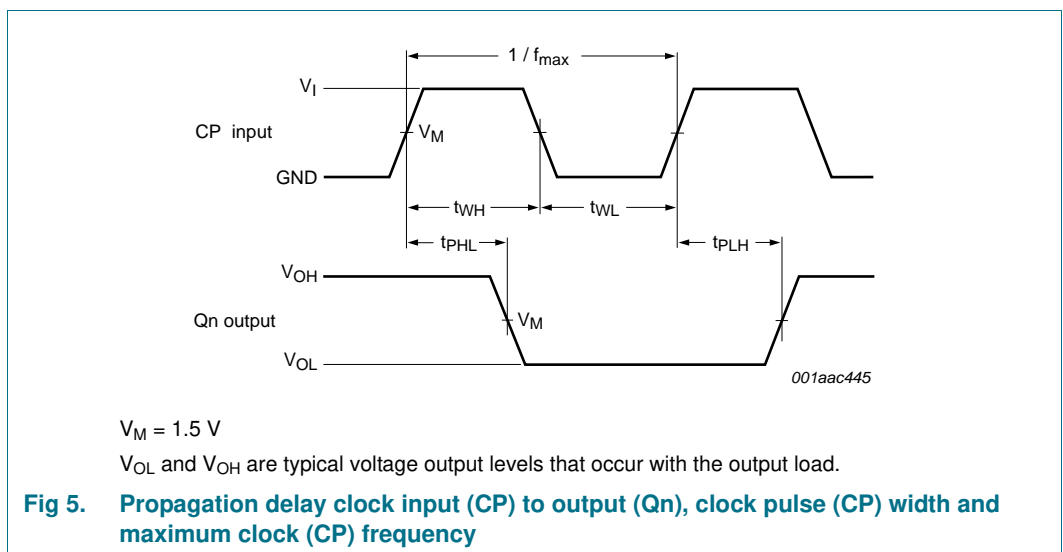 1 / fmax
VI
CP input
VM
GND
tWH
tWL
tPHL
tPLH
VOH
Qn output
VM
VOL
001aac445
VM = 1.5 V
VOL and VOH are typical voltage output levels that occur with the output load.
Fig 5. Propagation delay clock input (CP) to output (Qn), clock pulse (CP) width and
maximum clock (CP) frequency